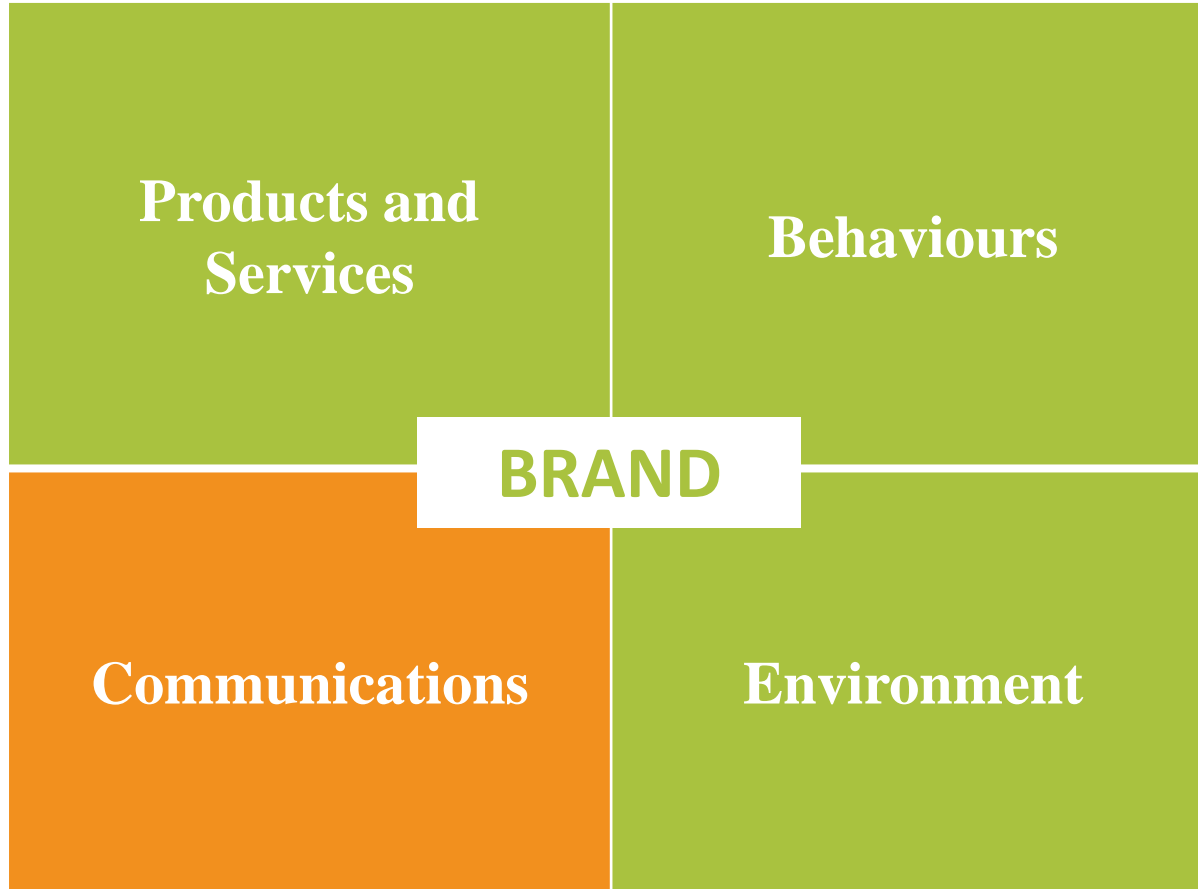 Products and
Services
Behaviours
BRAND
Communications
Environment